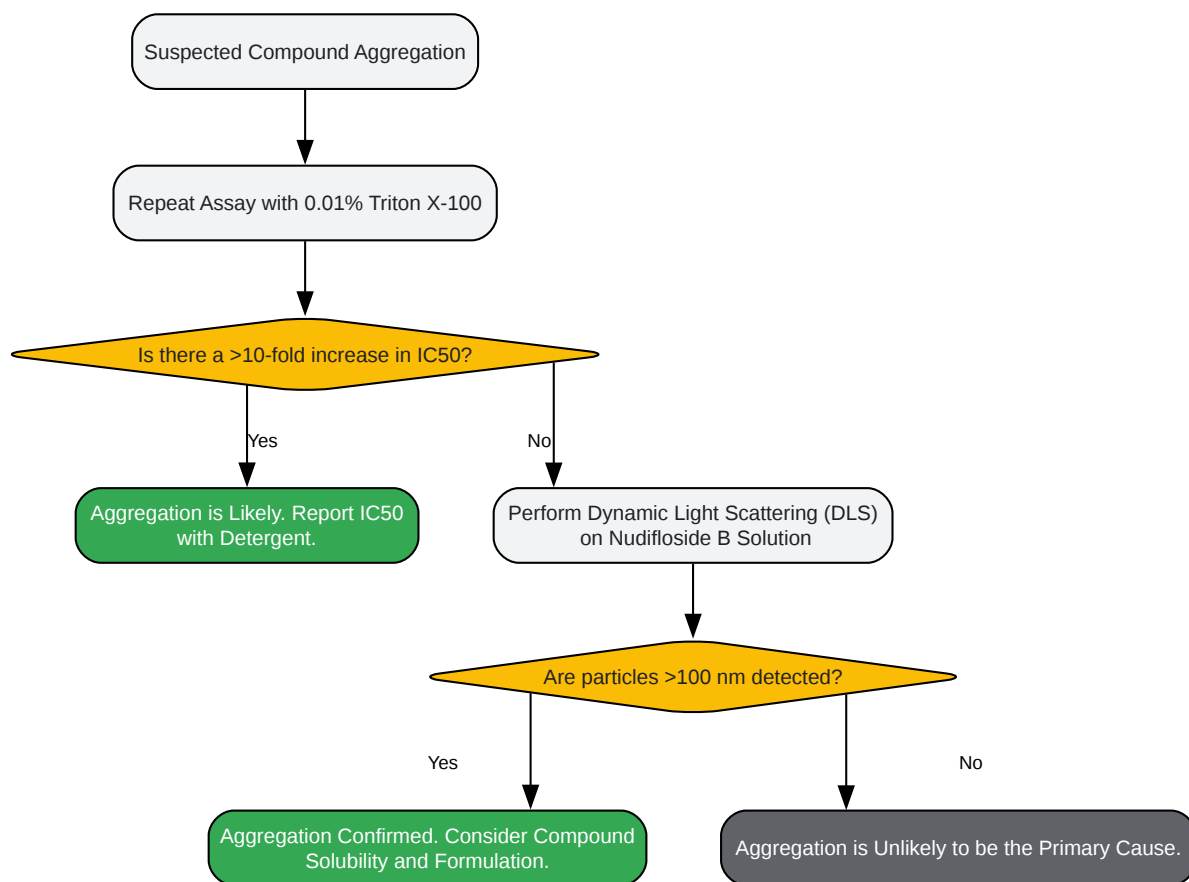 Suspected Compound Aggregation
Repeat Assay with 0.01% Triton X-100
Is there a >10-fold increase in IC50?
Yes
No
Aggregation is Likely. Report IC50
with Detergent.
Perform Dynamic Light Scattering (DLS)
on Nudifloside B Solution
Are particles >100 nm detected?
Yes
No
Aggregation Confirmed. Consider Compound
Solubility and Formulation.
Aggregation is Unlikely to be the Primary Cause.